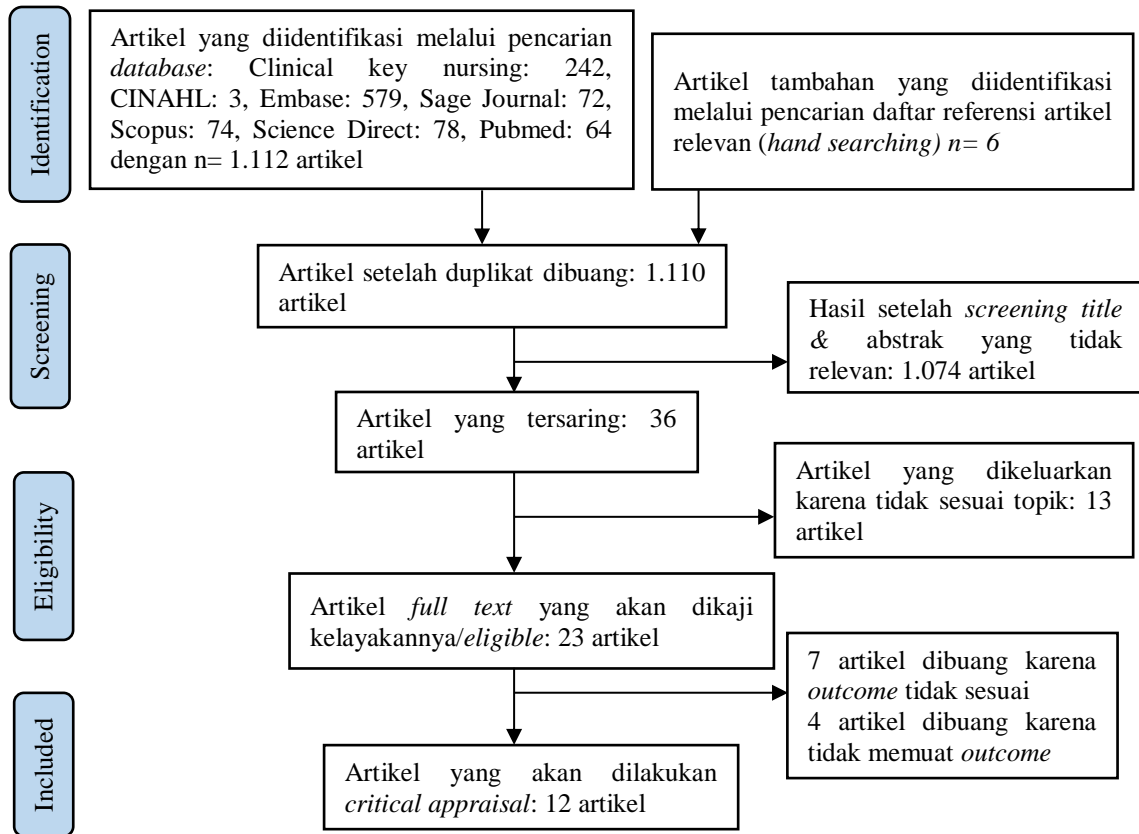 Identification
Artikel yang diidentifikasi melalui pencarian
database: Clinical key nursing: 242,
CINAHL: 3, Embase: 579, Sage Journal: 72,
Scopus: 74, Science Direct: 78, Pubmed: 64
dengan n= 1.112 artikel
Artikel tambahan yang diidentifikasi
melalui pencarian daftar referensi artikel
relevan (hand searching) n= 6
Screening
Artikel setelah duplikat dibuang: 1.110
artikel
Hasil setelah screening title
& abstrak yang tidak
relevan: 1.074 artikel
Artikel yang tersaring: 36
artikel
Eligibility
Artikel yang dikeluarkan
karena tidak sesuai topik: 13
artikel
Artikel full text yang akan dikaji
kelayakannya/eligible: 23 artikel
Included
7 artikel dibuang karena
outcome tidak sesuai
4 artikel dibuang karena
tidak memuat outcome
Artikel yang akan dilakukan
critical appraisal: 12 artikel